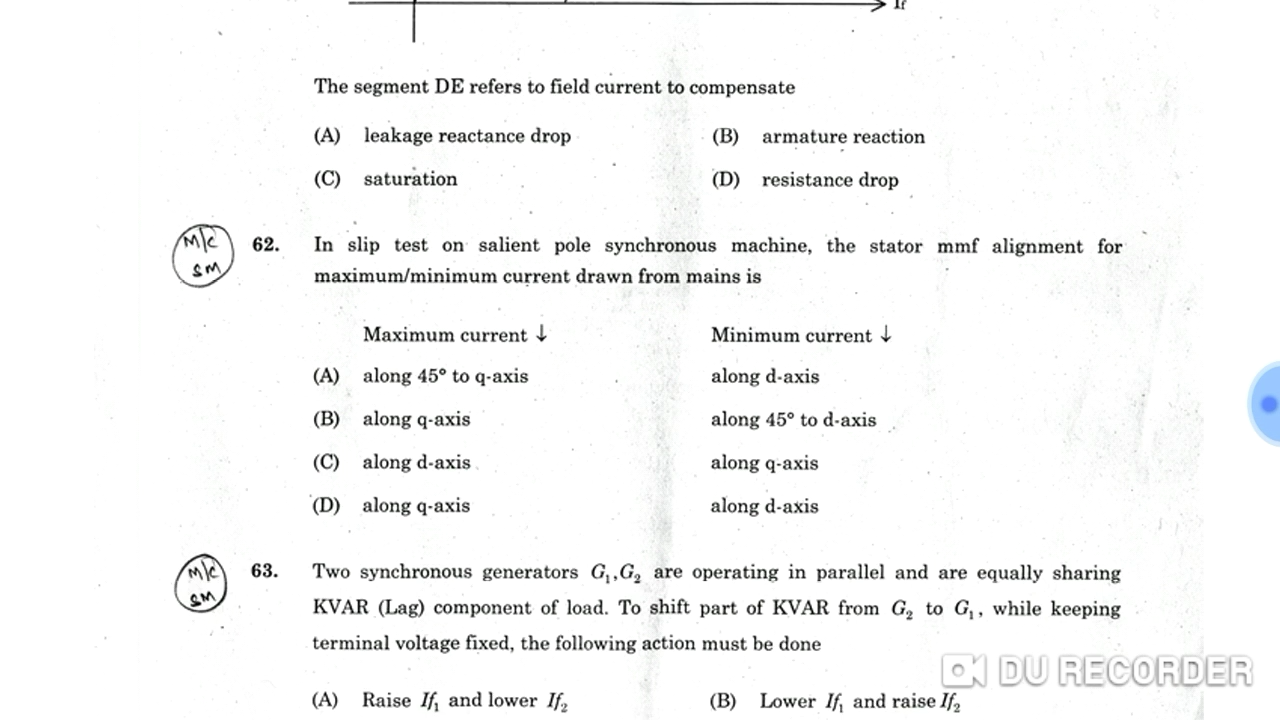 If
The segment DE refers to field current to compensate
(A) leakage reactance drop (B) armature reaction
(C) saturation (D) resistance drop
M/C
SM
62. In slip test on salient pole synchronous machine, the stator mmf alignment for
maximum/minimum current drawn from mains is
Maximum current ↓ Minimum current ↓
(A) along 45° to q-axis along d-axis
(B) along q-axis along 45° to d-axis
(C) along d-axis along q-axis
(D) along q-axis along d-axis
M/C
SM
63. Two synchronous generators G₁,G₂ are operating in parallel and are equally sharing
KVAR (Lag) component of load. To shift part of KVAR from G₂ to G₁, while keeping
terminal voltage fixed, the following action must be done
DU RECORDER
(A) Raise If₁ and lower If₂ (B) Lower If₁ and raise If₂